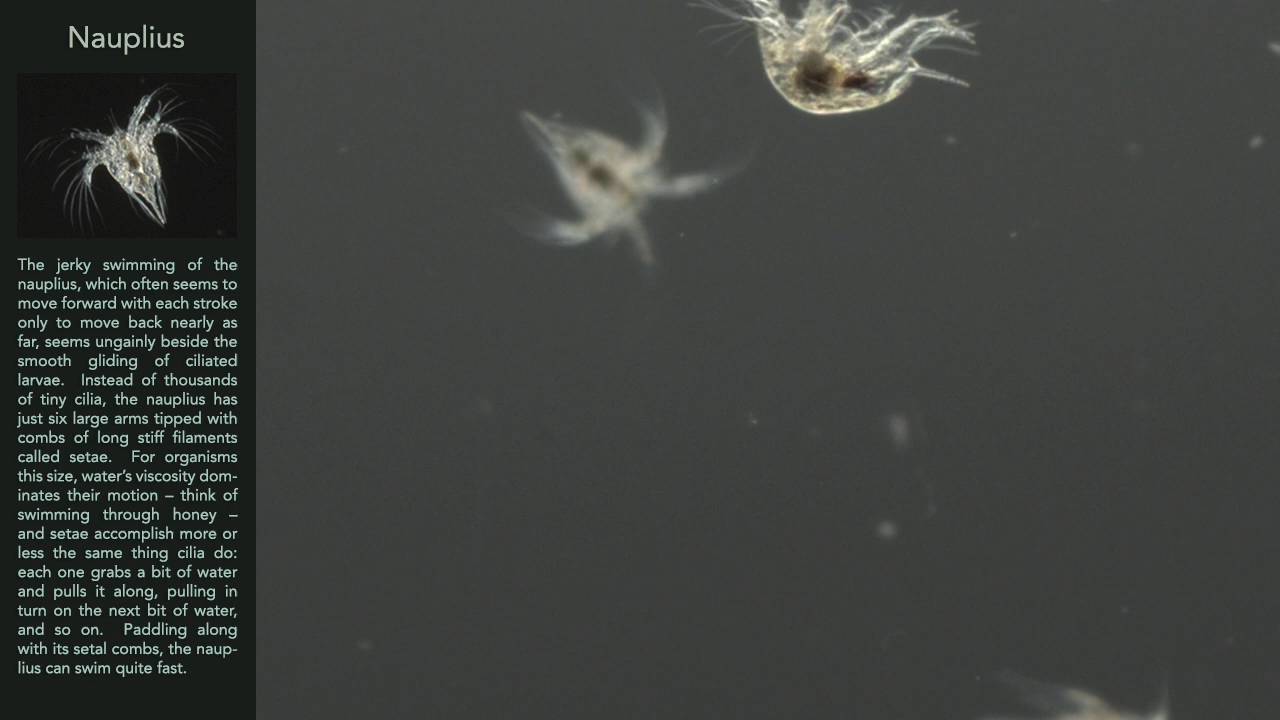 Nauplius
The jerky swimming of the
nauplius, which often seems to
move forward with each stroke
only to move back nearly as
far, seems ungainly beside the
smooth gliding of ciliated
larvae. Instead of thousands
of tiny cilia, the nauplius has
just six large arms tipped with
combs of long stiff filaments
called setae. For organisms
this size, water's viscosity dom-
inates their motion – think of
swimming through honey –
and setae accomplish more or
less the same thing cilia do:
each one grabs a bit of water
and pulls it along, pulling in
turn on the next bit of water,
and so on. Paddling along
with its setal combs, the naup-
lius can swim quite fast.